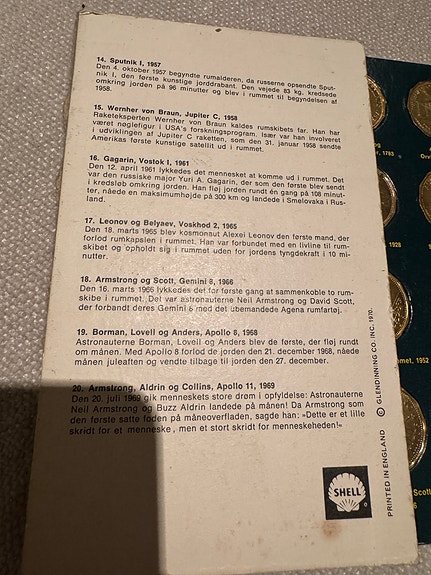 14. Sputnik I, 1957
Den 4. oktober 1957 begyndte rumalderen, da russerne opsendte Sput-
nik I, den første kunstige jorddrabant. Den vejede 83 kg, kredsede
omkring jorden på 96 minutter og blev i rummet til begyndelsen af
1958.
15. Wernher von Braun, Jupiter C, 1958
Raketeksperten Wernher von Braun kaldes rumskibets far. Han har
været nøglefigur i USA's forskningsprogram. Især var han involveret
i udviklingen af Jupiter C raketten, som den 31. januar 1958 sendte
Amerikas første kunstige satellit ud i rummet.
16. Gagarin, Vostok I, 1961
Den 12. april 1961 lykkedes det mennesket at komme ud i rummet. Det
var den russiske major Yuri A. Gagarin, der som den første blev sendt
i kredsløb omkring jorden. Han fløj jorden rundt én gang på 108 minut-
ter, nåede en maksimumhøjde på 300 km og landede i Smelovaka i Rus-
land.
17. Leonov og Belyaev, Voskhod 2, 1965
Den 18. marts 1965 blev kosmonaut Alexei Leonov den første mand, der
forlod rumkapslen i rummet. Han var forbundet med en livline til rum-
skibet og opholdt sig i rummet uden for jordens tyngdekraft i 10 mi-
nutter.
18. Armstrong og Scott, Gemini 8, 1966
Den 16. marts 1966 lykkedes det for første gang at sammenkoble to rum-
skibe i rummet. Det var astronauterne Neil Armstrong og David Scott,
der forbandt deres Gemini 8 med det ubemandede Agena rumfartøj.
19. Borman, Lovell og Anders, Apollo 8, 1968
Astronauterne Borman, Lovell og Anders blev de første, der fløj rundt
om månen. Med Apollo 8 forlod de jorden den 21. december 1968, nåede
månen juleaften og vendte tilbage til jorden den 27. december.
20. Armstrong, Aldrin og Collins, Apollo 11, 1969
Den 20. juli 1969 gik menneskets store drøm i opfyldelse: Astronauterne
Neil Armstrong og Buzz Aldrin landede på månen! Da Armstrong som
den første satte foden på måneoverfladen, sagde han: »Dette er et lille
skridt for et menneske, men et stort skridt for menneskeheden!«
SHELL
PRINTED IN ENGLAND © GLENDINNING CO. INC. 1970.
, 1783
Orv
1928
omet, 1952
Scott
6